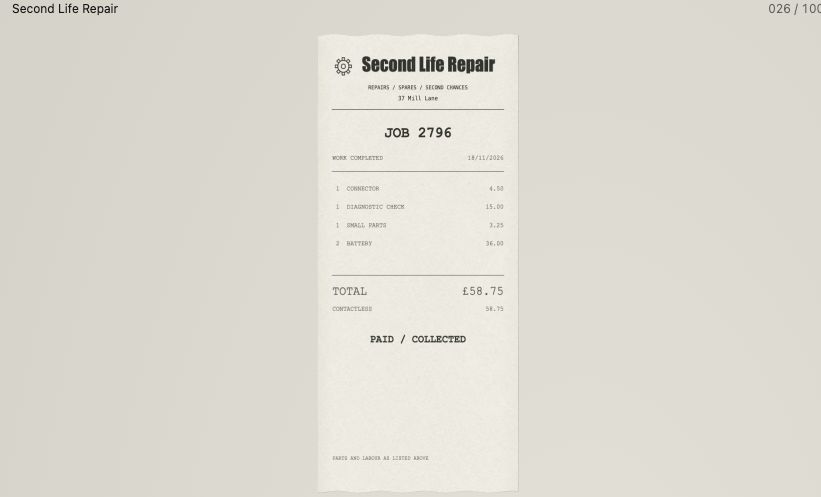 Second Life Repair
026 / 100
Second Life Repair
REPAIRS / SPARES / SECOND CHANCES
37 Mill Lane
JOB 2796
WORK COMPLETED 18/11/2026
1 CONNECTOR 4.50
1 DIAGNOSTIC CHECK 15.00
1 SMALL PARTS 3.25
2 BATTERY 36.00
TOTAL £58.75
CONTACTLESS 58.75
PAID / COLLECTED
PARTS AND LABOUR AS LISTED ABOVE